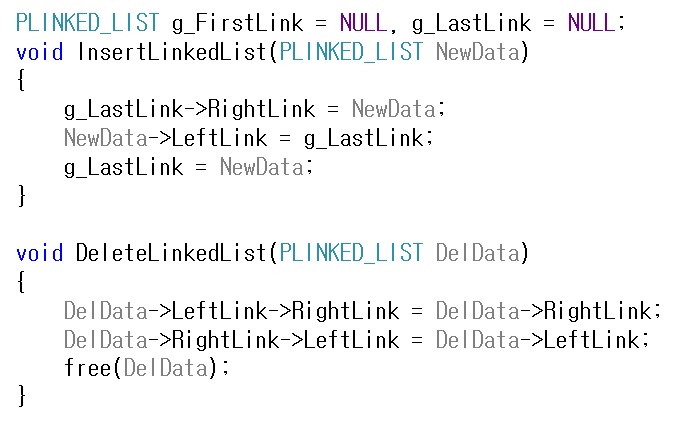 PLINKED_LIST g_FirstLink = NULL, g_LastLink = NULL;
void InsertLinkedList(PLINKED_LIST NewData)
{
    g_LastLink->RightLink = NewData;
    NewData->LeftLink = g_LastLink;
    g_LastLink = NewData;
}

void DeleteLinkedList(PLINKED_LIST DelData)
{
    DelData->LeftLink->RightLink = DelData->RightLink;
    DelData->RightLink->LeftLink = DelData->LeftLink;
    free(DelData);
}